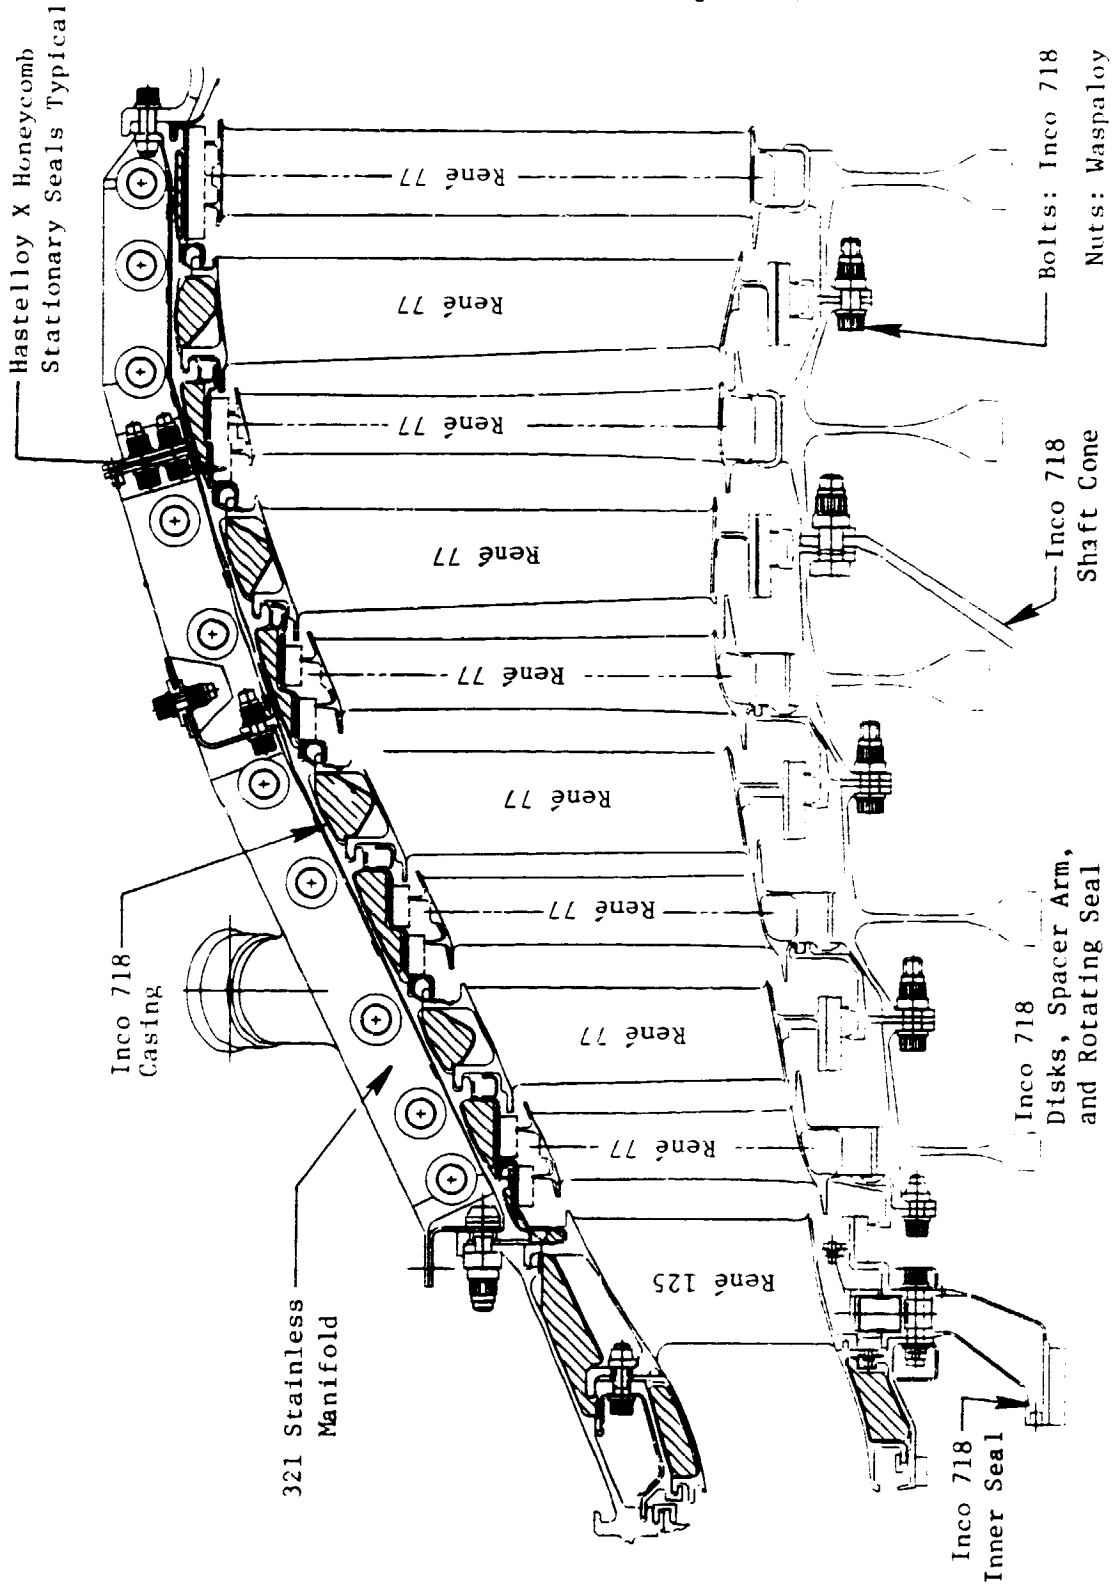 Hastelloy X Honeycomb
Stationary Seals Typical
Inco 718
Casing
321 Stainless
Manifold
René 77
René 77
René 77
René 77
René 77
René 77
René 77
René 77
René 77
René 125
Bolts: Inco 718
Nuts: Waspaloy
Inco 718
Shaft Cone
Inco 718
Disks, Spacer Arm,
and Rotating Seal
Inco 718
Inner Seal